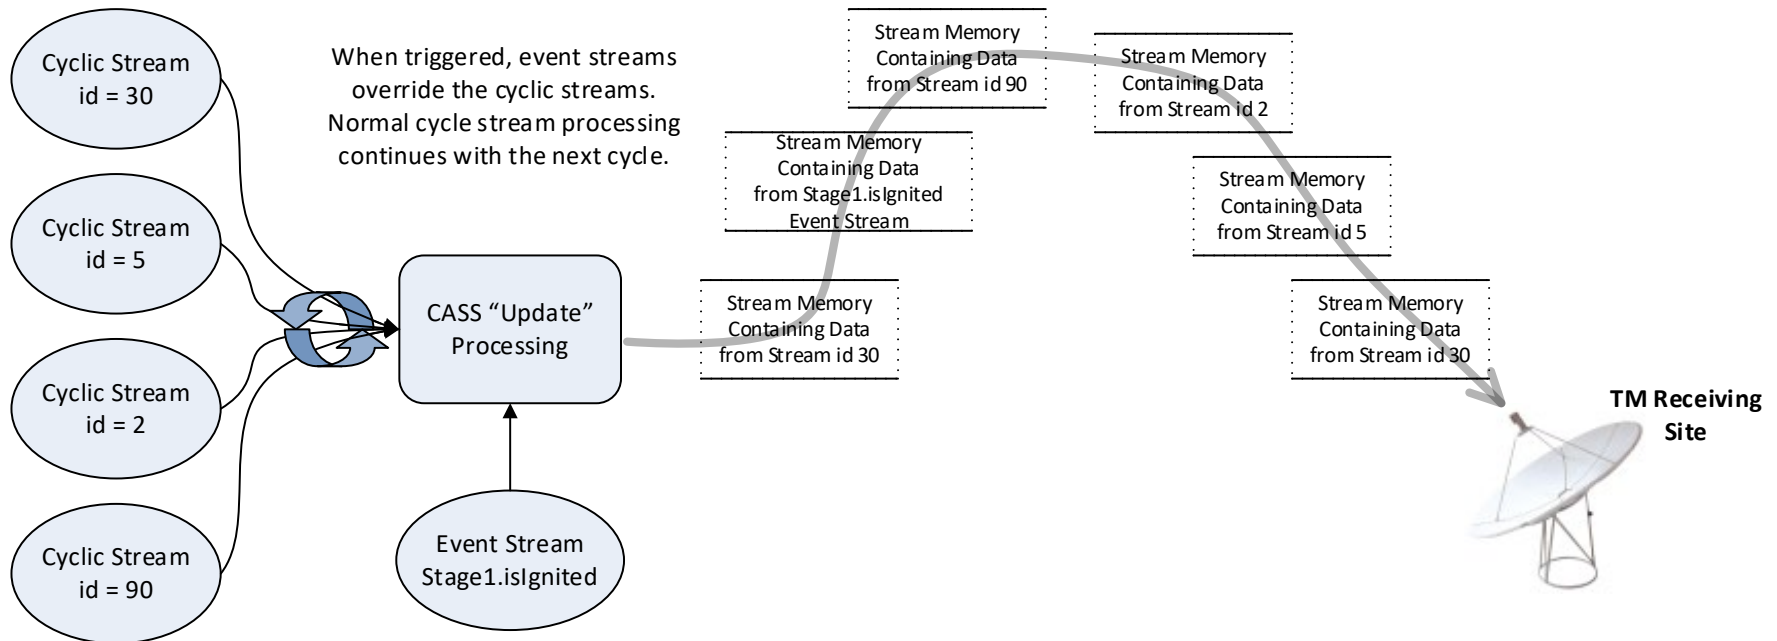 Cyclic Stream
id = 30
Cyclic Stream
id = 5
Cyclic Stream
id = 2
Cyclic Stream
id = 90
When triggered, event streams
override the cyclic streams.
Normal cycle stream processing
continues with the next cycle.
CASS “Update”
Processing
Event Stream
Stage1.isIgnited
Stream Memory
Containing Data
from Stream id 30
Stream Memory
Containing Data
from Stage1.isIgnited
Event Stream
Stream Memory
Containing Data
from Stream id 90
Stream Memory
Containing Data
from Stream id 2
Stream Memory
Containing Data
from Stream id 5
Stream Memory
Containing Data
from Stream id 30
TM Receiving
Site